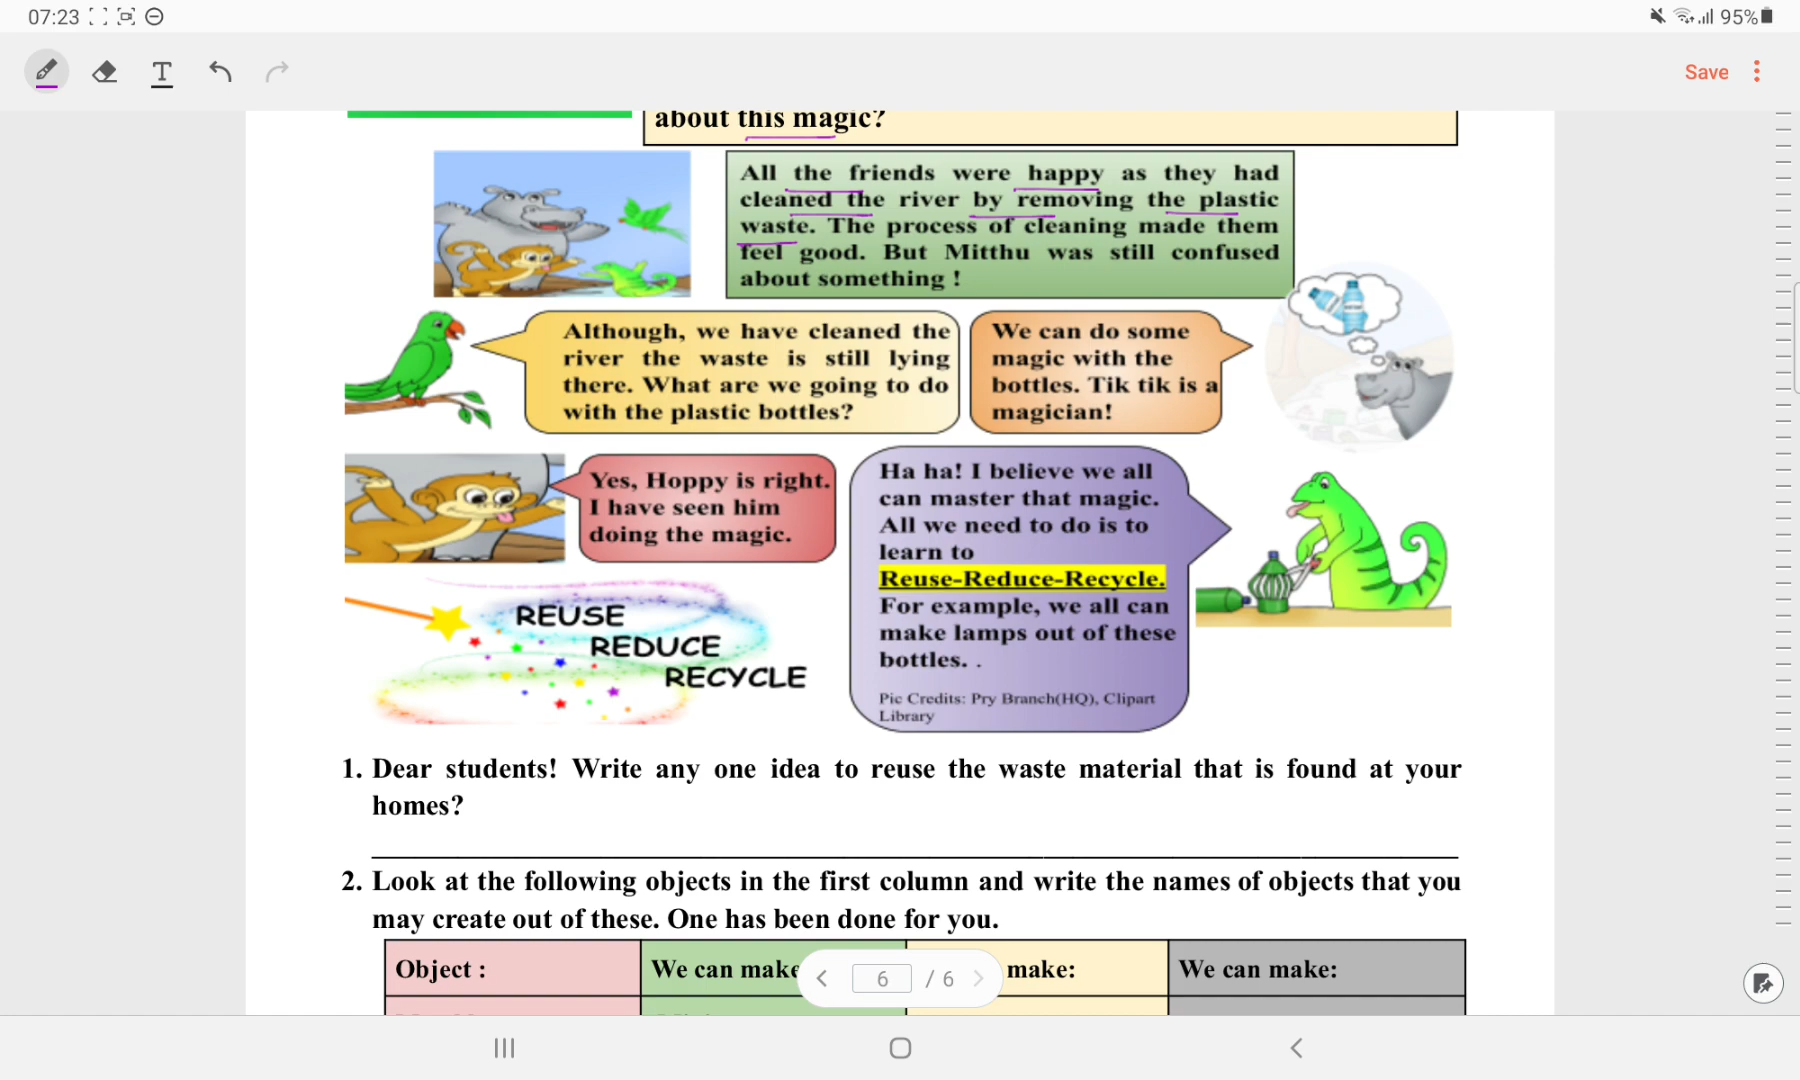 07:23
95%
Save
about this magic?
All the friends were happy as they had
cleaned the river by removing the plastic
waste. The process of cleaning made them
feel good. But Mitthu was still confused
about something !
Although, we have cleaned the
river the waste is still lying
there. What are we going to do
with the plastic bottles?
We can do some
magic with the
bottles. Tik tik is a
magician!
Yes, Hoppy is right.
I have seen him
doing the magic.
Ha ha! I believe we all
can master that magic.
All we need to do is to
learn to
Reuse-Reduce-Recycle.
For example, we all can
make lamps out of these
bottles. .
Pic Credits: Pry Branch(HQ), Clipart
Library
REUSE
REDUCE
RECYCLE
1. Dear students! Write any one idea to reuse the waste material that is found at your
homes?
2. Look at the following objects in the first column and write the names of objects that you
may create out of these. One has been done for you.
Object :
We can make
make:
We can make:
6 / 6